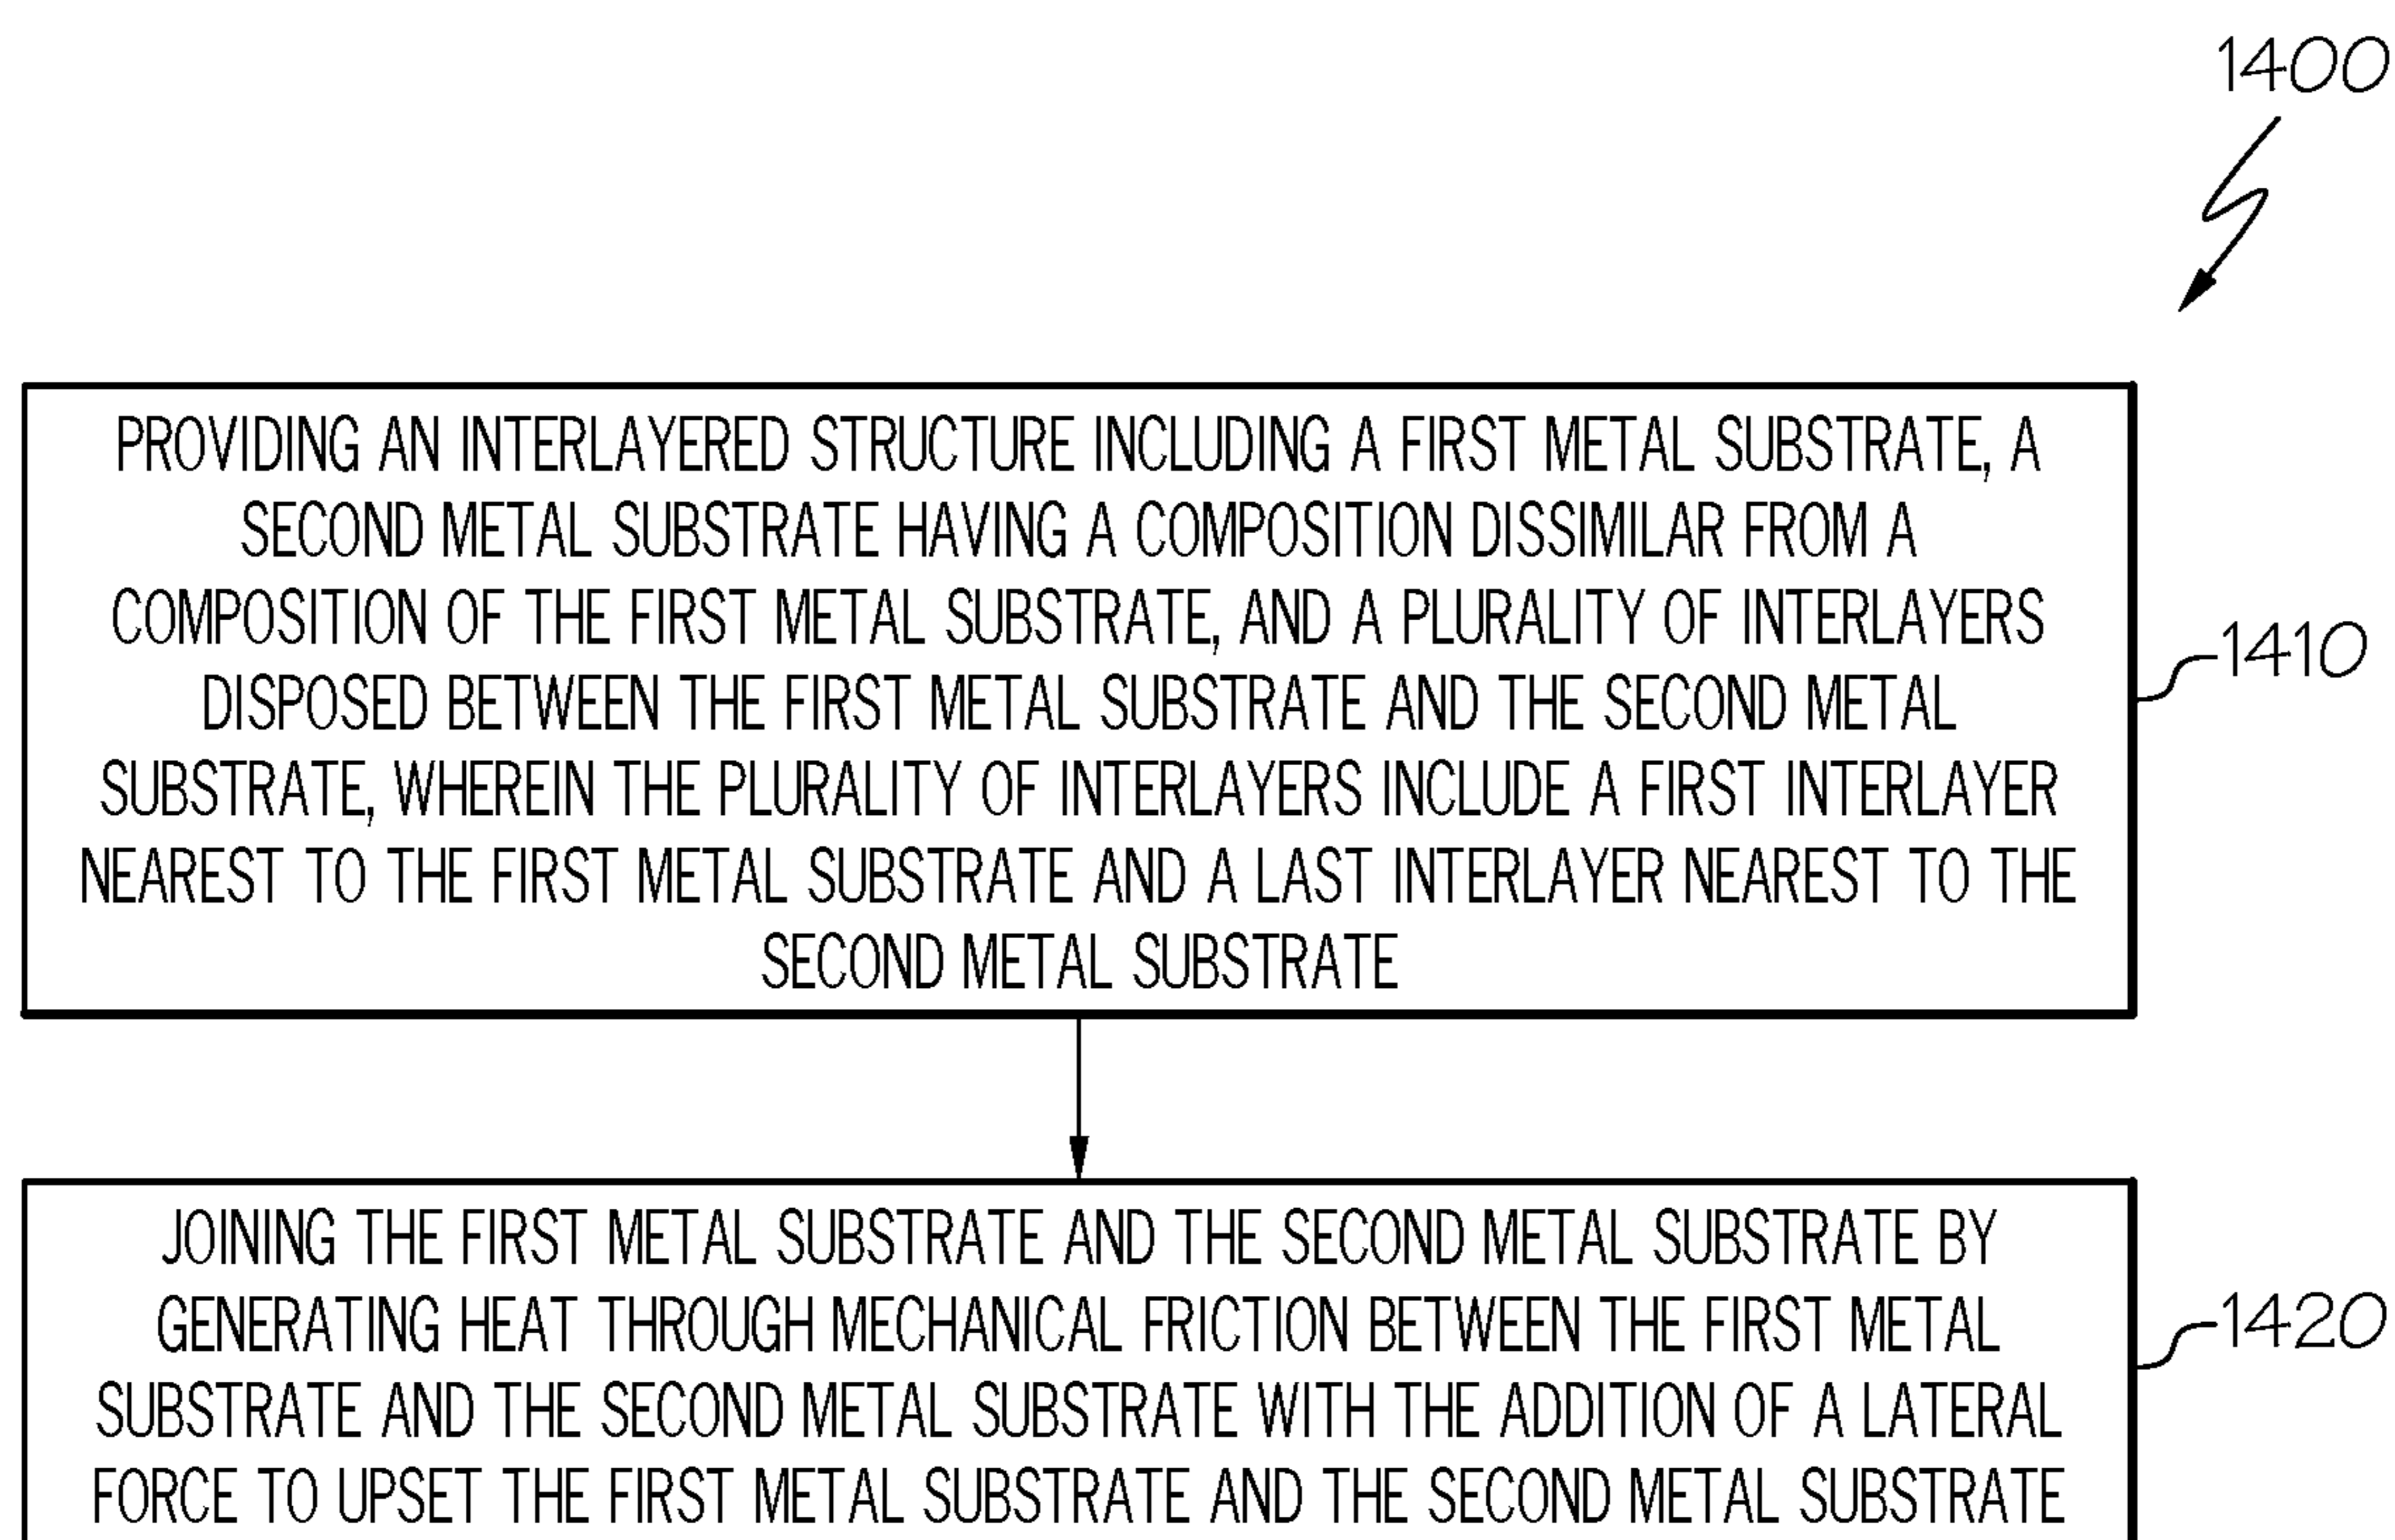 1400
PROVIDING AN INTERLAYERED STRUCTURE INCLUDING A FIRST METAL SUBSTRATE, A
SECOND METAL SUBSTRATE HAVING A COMPOSITION DISSIMILAR FROM A
COMPOSITION OF THE FIRST METAL SUBSTRATE, AND A PLURALITY OF INTERLAYERS
DISPOSED BETWEEN THE FIRST METAL SUBSTRATE AND THE SECOND METAL
SUBSTRATE, WHEREIN THE PLURALITY OF INTERLAYERS INCLUDE A FIRST INTERLAYER
NEAREST TO THE FIRST METAL SUBSTRATE AND A LAST INTERLAYER NEAREST TO THE
SECOND METAL SUBSTRATE
1410
JOINING THE FIRST METAL SUBSTRATE AND THE SECOND METAL SUBSTRATE BY
GENERATING HEAT THROUGH MECHANICAL FRICTION BETWEEN THE FIRST METAL
SUBSTRATE AND THE SECOND METAL SUBSTRATE WITH THE ADDITION OF A LATERAL
FORCE TO UPSET THE FIRST METAL SUBSTRATE AND THE SECOND METAL SUBSTRATE
1420